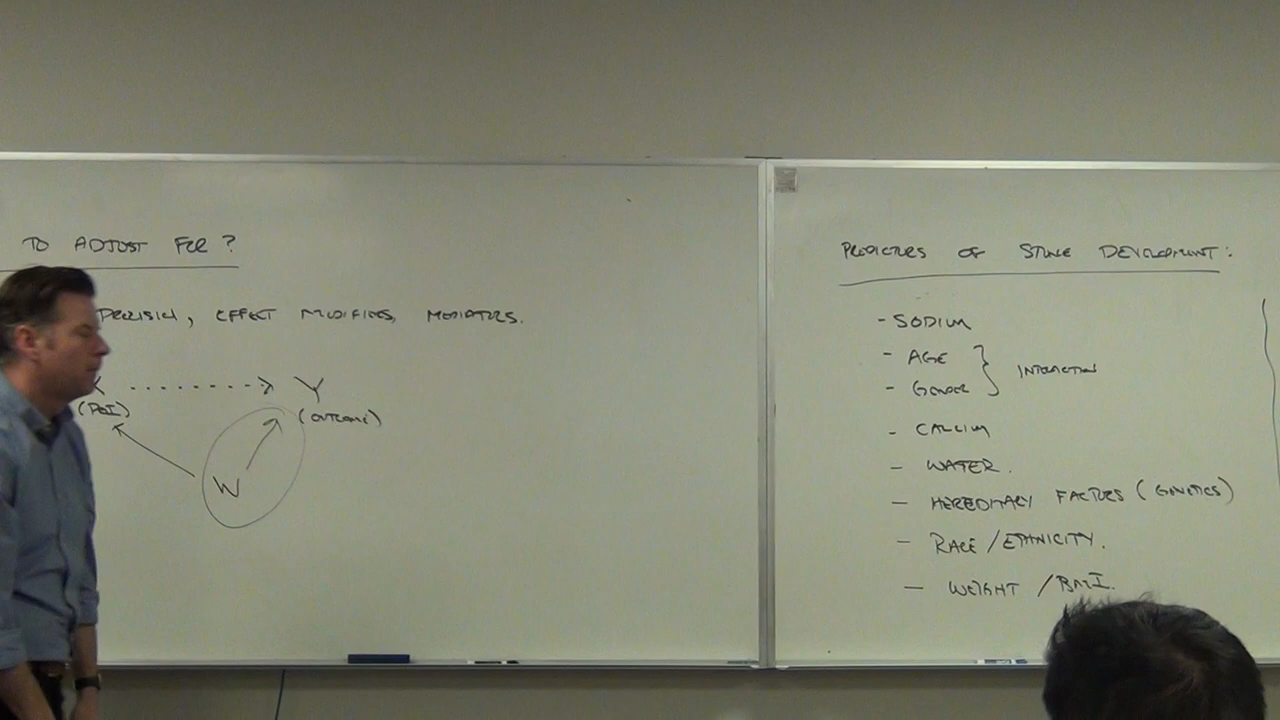 TO ADJUST FOR?
PRECISION, EFFECT MODIFIERS, MEDIATORS.
X Y
(POI) (OUTCOME)
W
PREDICTORS OF STONE DEVELOPMENT:
- SODIUM
- AGE
- GENDER
INTERACTION
- CALCIUM
- WATER.
- HEREDITARY FACTORS (GENETICS)
- RACE/ETHNICITY.
- WEIGHT/BMI.